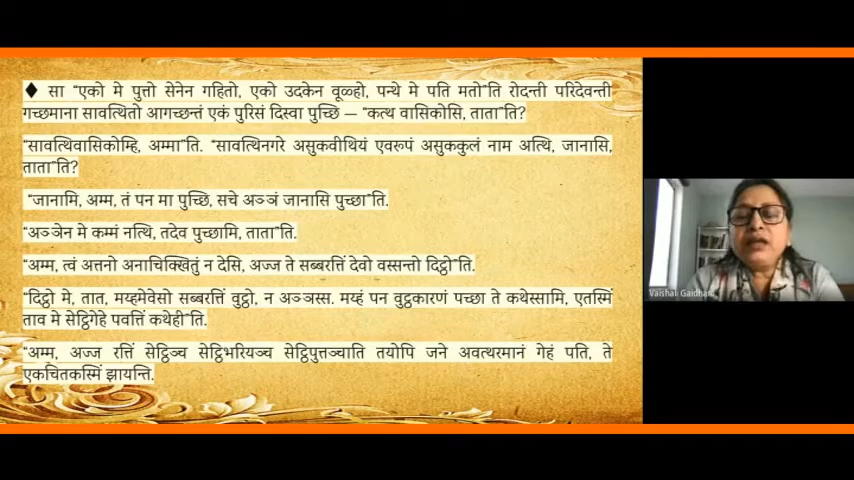 ♦ सा “एको मे पुत्तो सेनेन गहितो, एको उदकेन वूळ्हो, पन्थे मे पति मतो”ति रोदन्ती परिदेवन्ती
गच्छमाना सावत्थितो आगच्छन्तं एकं पुरिसं दिस्वा पुच्छि — “कत्थ वासिकोसि, ताता”ति?
“सावत्थिवासिकोम्हि, अम्मा”ति. “सावत्थिनगरे असुकवीथियं एवरुपं असुककुलं नाम अत्थि, जानासि,
ताता”ति?
“जानामि, अम्म, तं पन मा पुच्छि, सचे अञ्ञं जानासि पुच्छा”ति.
“अञ्ञेन मे कम्मं नत्थि, तदेव पुच्छामि, ताता”ति.
“अम्म, त्वं अत्तनो अनाचिक्खितुं न देसि, अज्ज ते सब्बरत्तिं देवो वस्सन्तो दिट्ठो”ति.
“दिट्ठो मे, तात, मय्हमेवेसो सब्बरत्तिं वुट्ठो, न अञ्ञस्स. मय्हं पन वुट्ठकारणं पच्छा ते कथेस्सामि, एतस्मिं
ताव मे सेट्ठिगेहे पवत्तिं कथेही”ति.
“अम्म, अज्ज रत्तिं सेट्ठिञ्च सेट्ठिभरियञ्च सेट्ठिपुत्तञ्चाति तयोपि जने अवत्थरमानं गेहं पति, ते
एकचितकस्मिं झायन्ति.
Vaishali Gaidhani